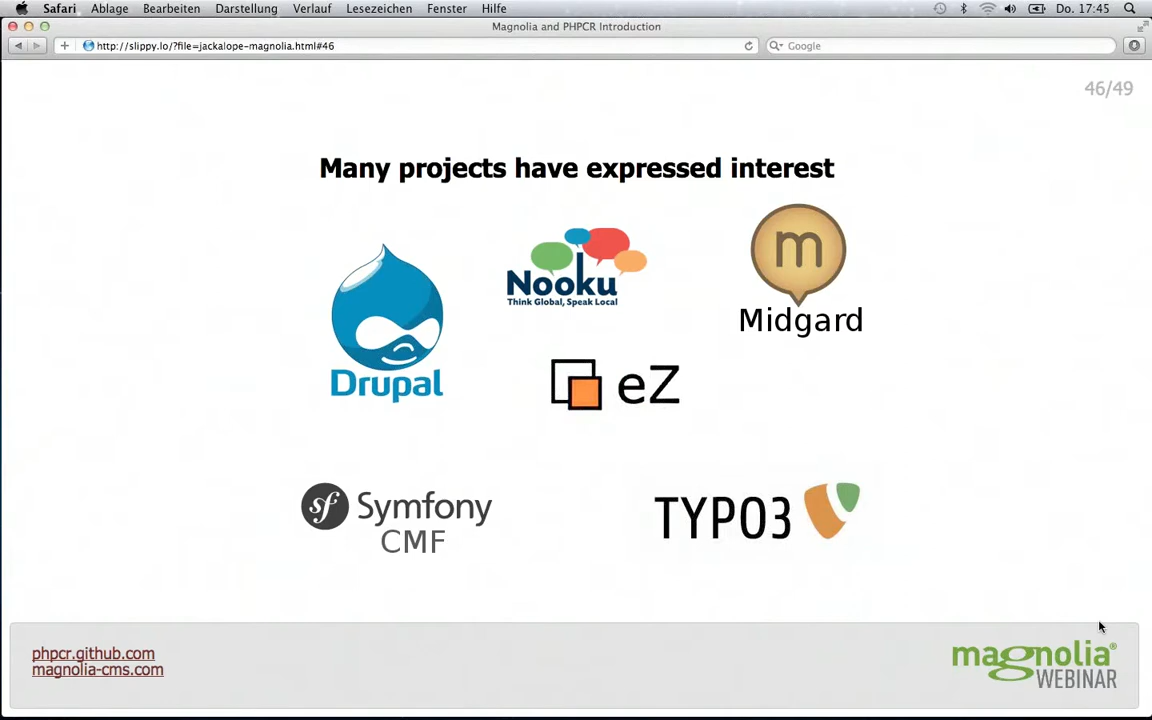 Safari Ablage Bearbeiten Darstellung Verlauf Lesezeichen Fenster Hilfe Do. 17:45
Magnolia and PHPCR Introduction
http://slippy.lo/?file=jackalope-magnolia.html#46 Google
46/49
Many projects have expressed interest
Nooku
Think Global, Speak Local
m
Midgard
Drupal
eZ
sf Symfony
CMF
TYPO3
phpcr.github.com
magnolia-cms.com
magnolia®
WEBINAR